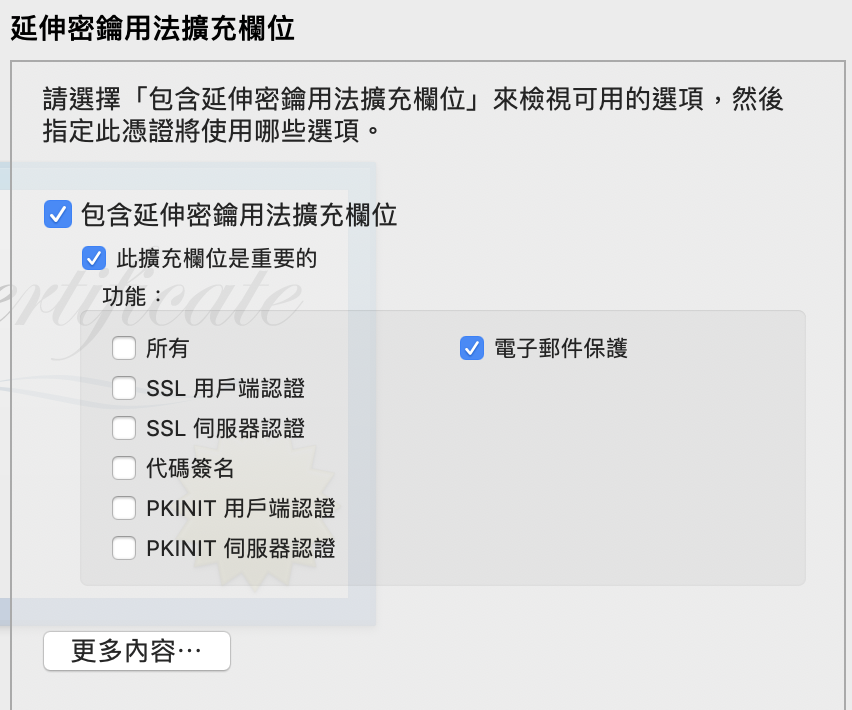 延伸密鑰用法擴充欄位
請選擇「包含延伸密鑰用法擴充欄位」來檢視可用的選項，然後
指定此憑證將使用哪些選項。
包含延伸密鑰用法擴充欄位
此擴充欄位是重要的
功能：
ertificate
所有
電子郵件保護
SSL 用戶端認證
SSL 伺服器認證
代碼簽名
PKINIT 用戶端認證
PKINIT 伺服器認證
更多內容⋯